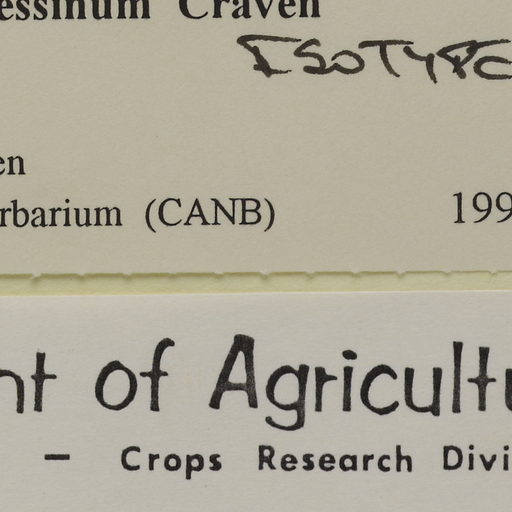 essinum Craven
ISOTYPE
en
rbarium (CANB) 199
nt of Agricultu
- Crops Research Divi